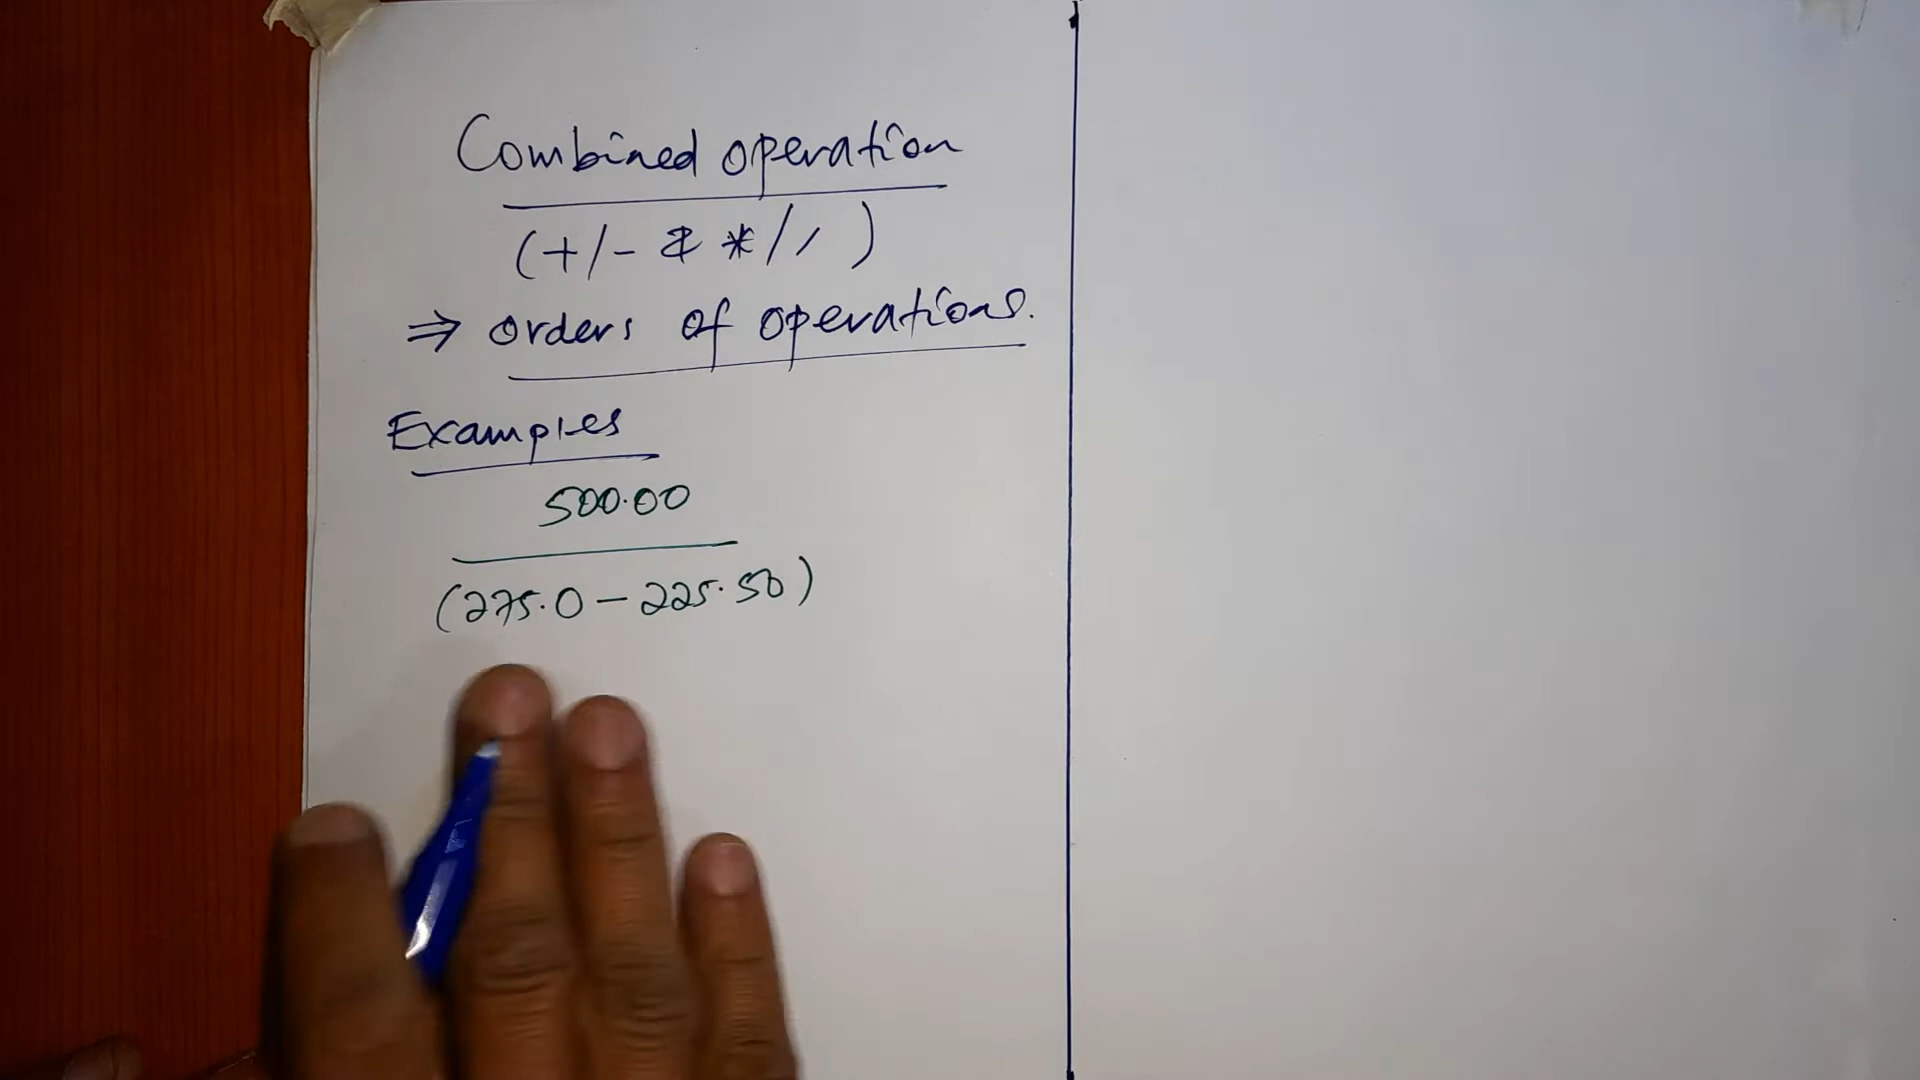 Combined operation
(+/- & */ / )
⇒ orders of operations.
Examples
500.00
(275.0 - 225.50)